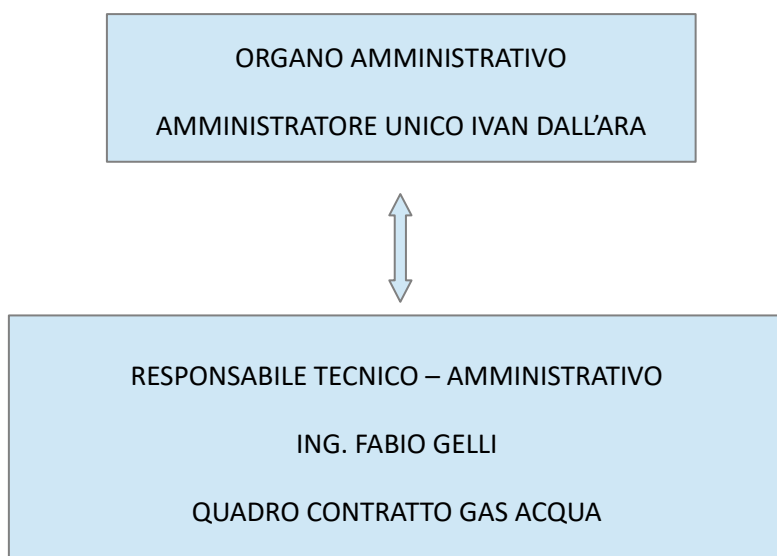 ORGANO AMMINISTRATIVO
AMMINISTRATORE UNICO IVAN DALL’ARA
RESPONSABILE TECNICO – AMMINISTRATIVO
ING. FABIO GELLI
QUADRO CONTRATTO GAS ACQUA